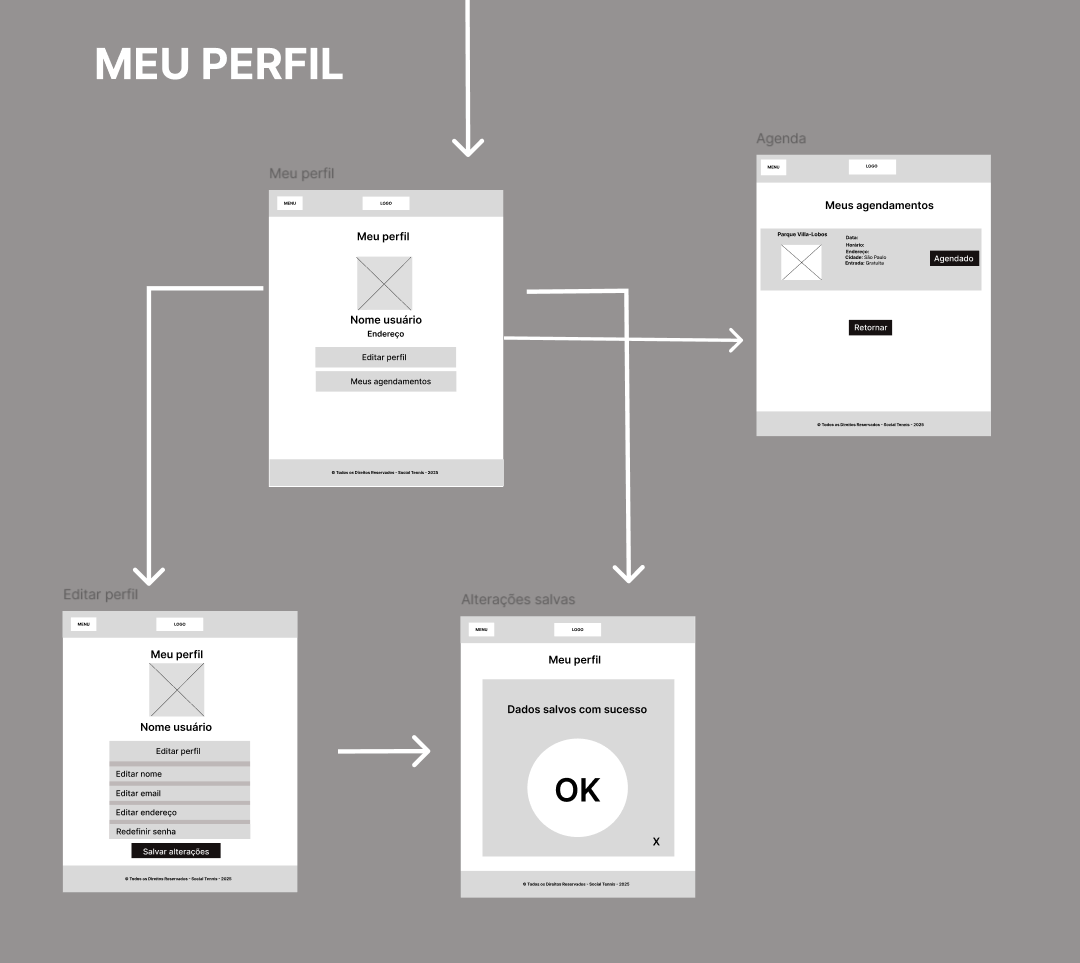 MEU PERFIL
Meu perfil
MENU
LOGO
Meu perfil
Nome usuário
Endereço
Editar perfil
Meus agendamentos
© Todos os Direitos Reservados - Social Tennis - 2025
Agenda
MENU
LOGO
Meus agendamentos
Parque Villa-Lobos
Data:
Horário:
Endereço:
Cidade: São Paulo
Entrada: Gratuita
Agendado
Retornar
© Todos os Direitos Reservados - Social Tennis - 2025
Editar perfil
MENU
LOGO
Meu perfil
Nome usuário
Editar perfil
Editar nome
Editar email
Editar endereço
Redefinir senha
Salvar alterações
© Todos os Direitos Reservados - Social Tennis - 2025
Alterações salvas
MENU
LOGO
Meu perfil
Dados salvos com sucesso
OK
X
© Todos os Direitos Reservados - Social Tennis - 2025